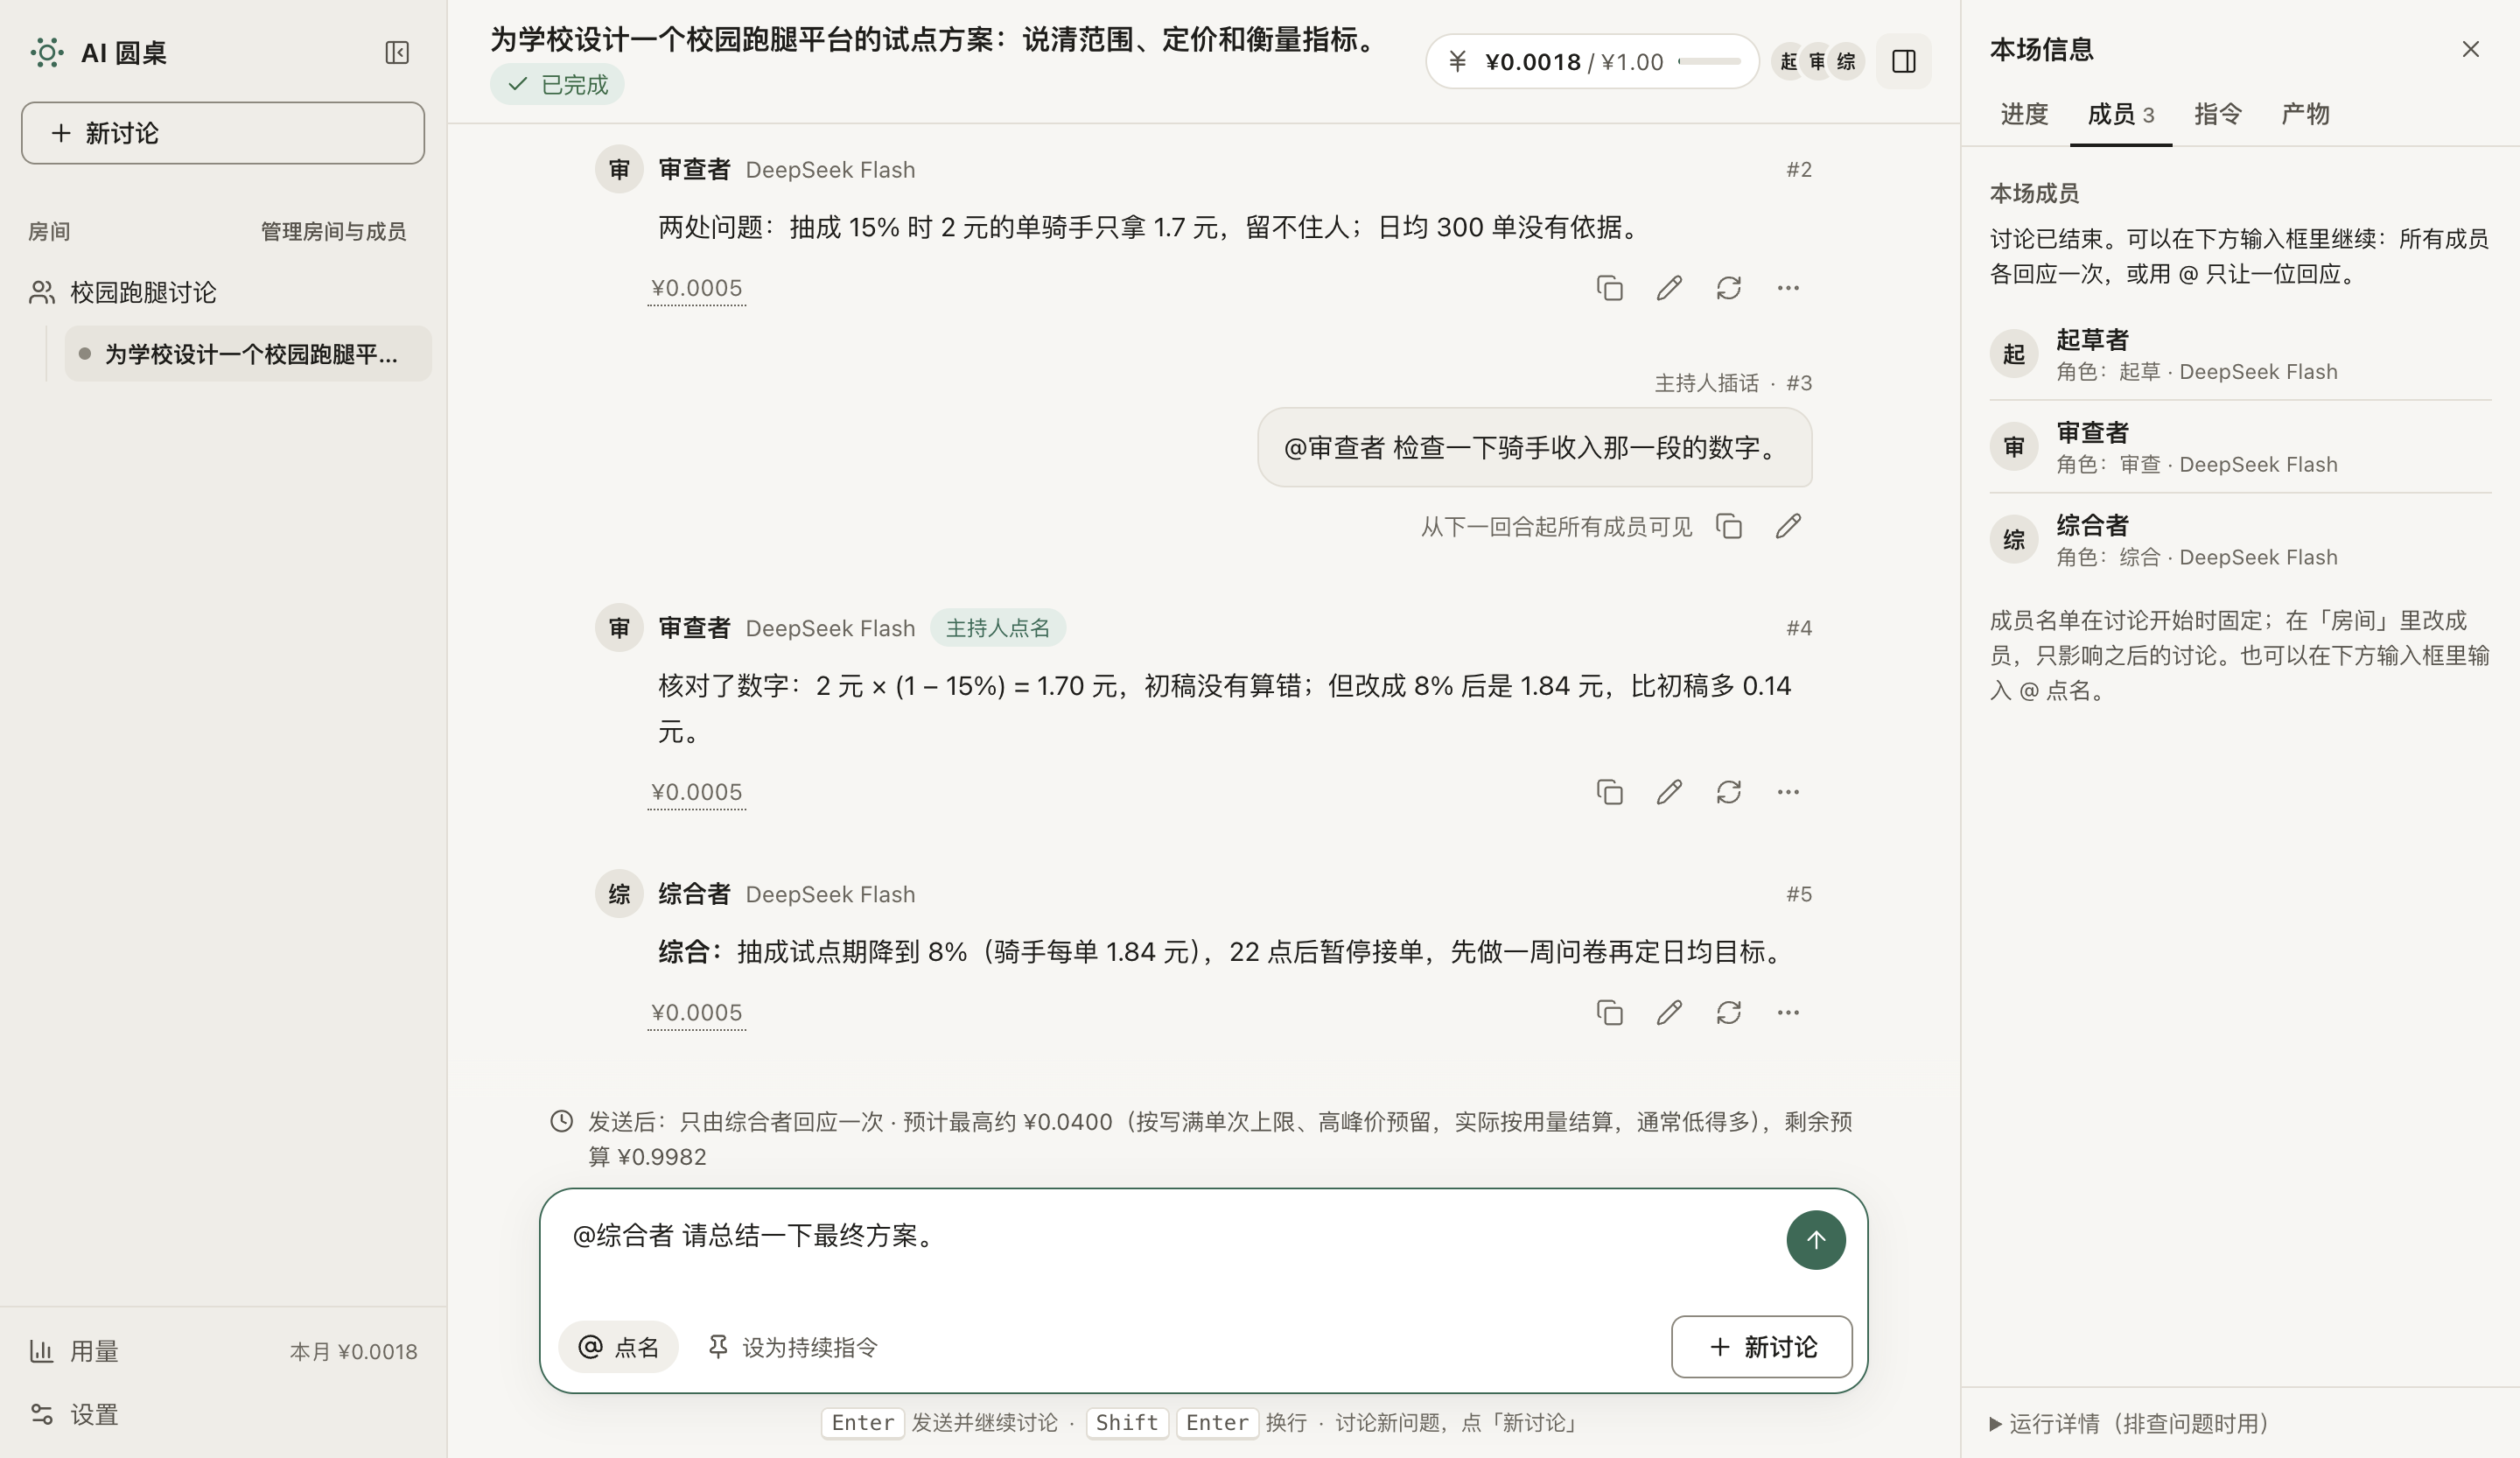 AI 圆桌
新讨论
房间 管理房间与成员
校园跑腿讨论
为学校设计一个校园跑腿平...
用量 本月 ¥0.0018
设置
为学校设计一个校园跑腿平台的试点方案：说清范围、定价和衡量指标。
已完成
¥0.0018 / ¥1.00
起 审 综
审 审查者 DeepSeek Flash #2
两处问题：抽成 15% 时 2 元的单骑手只拿 1.7 元，留不住人；日均 300 单没有依据。
¥0.0005
主持人插话 · #3
@审查者 检查一下骑手收入那一段的数字。
从下一回合起所有成员可见
审 审查者 DeepSeek Flash 主持人点名 #4
核对了数字：2 元 × (1 – 15%) = 1.70 元，初稿没有算错；但改成 8% 后是 1.84 元，比初稿多 0.14
元。
¥0.0005
综 综合者 DeepSeek Flash #5
综合：抽成试点期降到 8%（骑手每单 1.84 元），22 点后暂停接单，先做一周问卷再定日均目标。
¥0.0005
发送后：只由综合者回应一次 · 预计最高约 ¥0.0400（按写满单次上限、高峰价预留，实际按用量结算，通常低得多），剩余预
算 ¥0.9982
@综合者 请总结一下最终方案。
@ 点名 设为持续指令 新讨论
Enter 发送并继续讨论 · Shift Enter 换行 · 讨论新问题，点「新讨论」
本场信息
进度 成员 3 指令 产物
本场成员
讨论已结束。可以在下方输入框里继续：所有成员
各回应一次，或用 @ 只让一位回应。
起 起草者
角色：起草 · DeepSeek Flash
审 审查者
角色：审查 · DeepSeek Flash
综 综合者
角色：综合 · DeepSeek Flash
成员名单在讨论开始时固定；在「房间」里改成
员，只影响之后的讨论。也可以在下方输入框里输
入 @ 点名。
运行详情（排查问题时用）